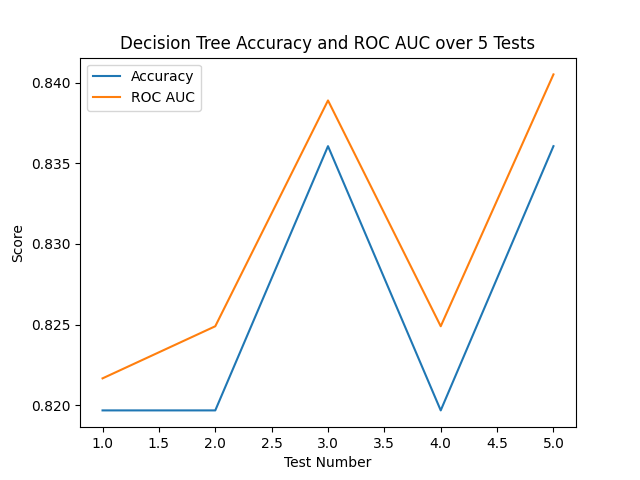 Decision Tree Accuracy and ROC AUC over 5 Tests
Accuracy
ROC AUC
0.840
0.835
0.830
0.825
0.820
Score
1.0 1.5 2.0 2.5 3.0 3.5 4.0 4.5 5.0
Test Number